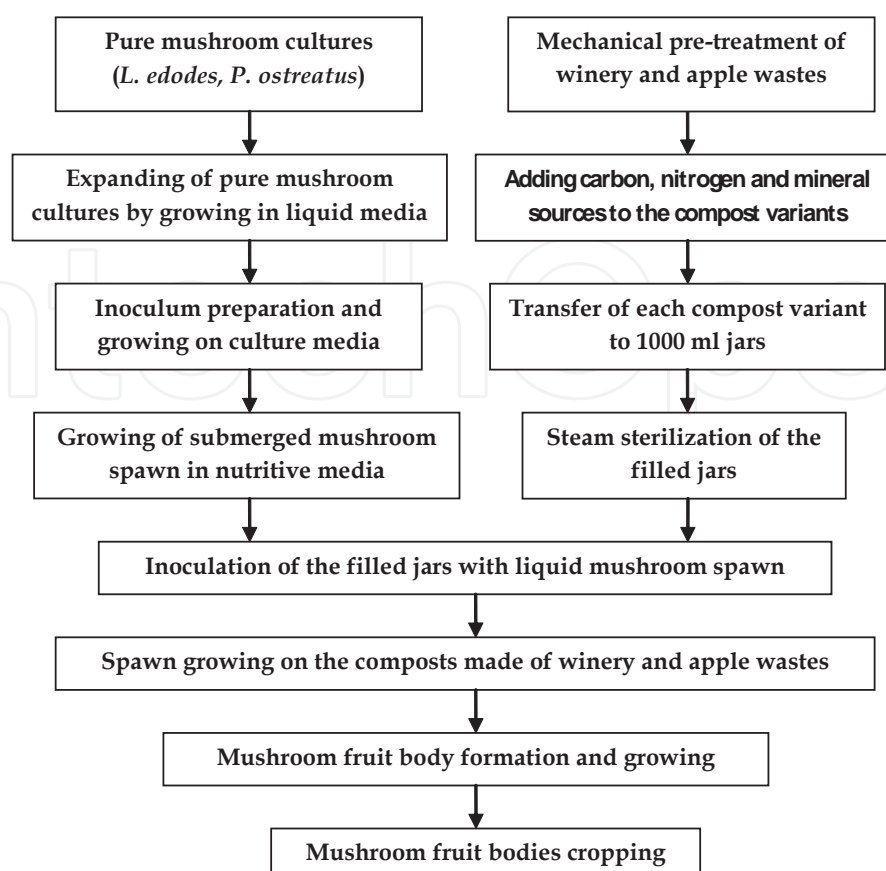 Pure mushroom cultures
(L. edodes, P. ostreatus)
Mechanical pre-treatment of
winery and apple wastes
Expanding of pure mushroom
cultures by growing in liquid media
Adding carbon, nitrogen and mineral
sources to the compost variants
Inoculum preparation and
growing on culture media
Transfer of each compost variant
to 1000 ml jars
Growing of submerged mushroom
spawn in nutritive media
Steam sterilization of the
filled jars
Inoculation of the filled jars with liquid mushroom spawn
Spawn growing on the composts made of winery and apple wastes
Mushroom fruit body formation and growing
Mushroom fruit bodies cropping